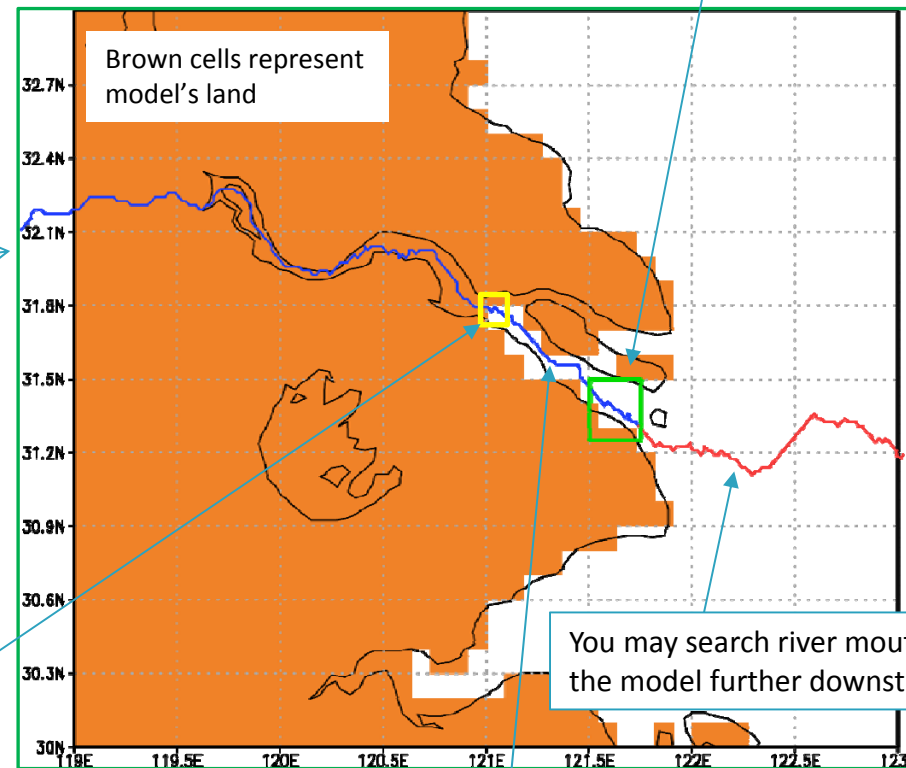 Brown cells represent
model's land
32.7N
32.4N
32.1N
31.8N
31.5N
31.2N
30.9N
30.6N
30.3N
30N
You may search river mout
the model further downst
119E 119.5E 120E 120.5E 121E 121.5E 122E 122.5E 123